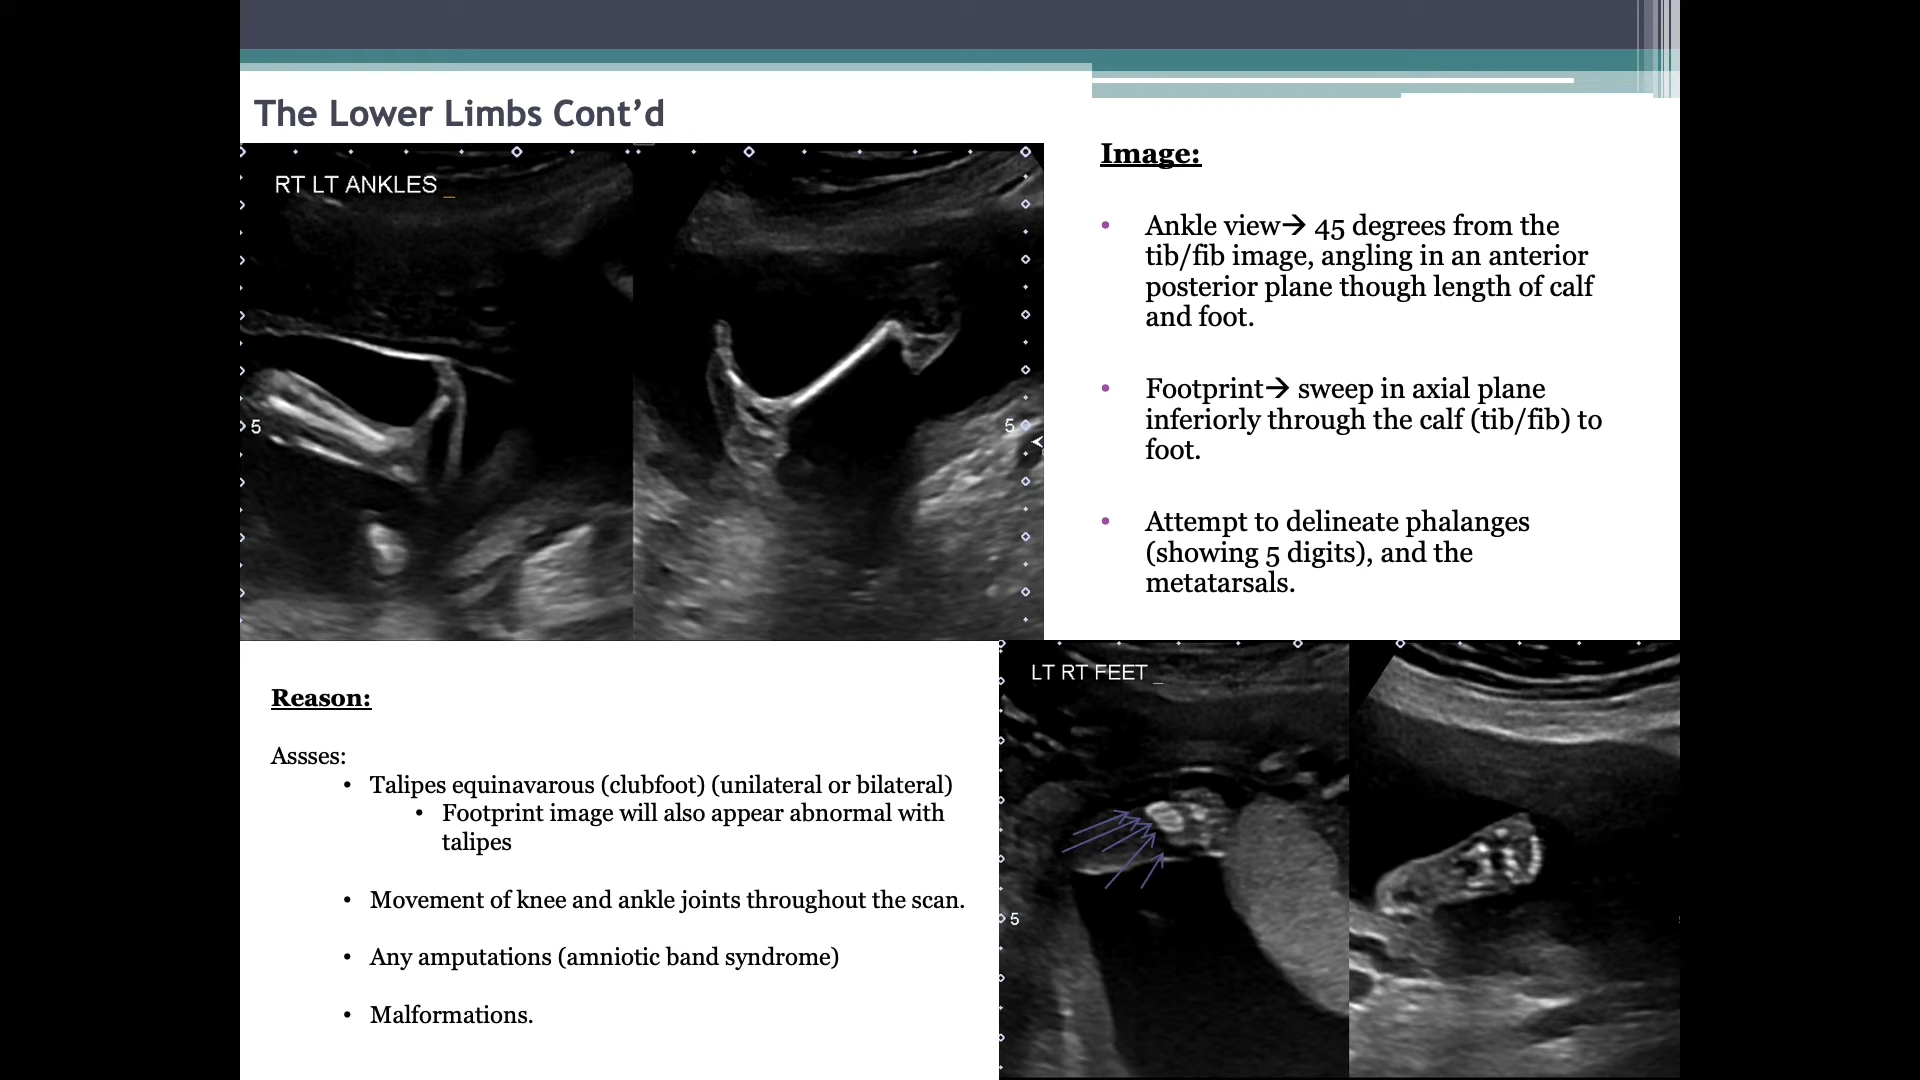 The Lower Limbs Cont’d
RT LT ANKLES _
5
5
Image:
• Ankle view→ 45 degrees from the
tib/fib image, angling in an anterior
posterior plane though length of calf
and foot.
• Footprint→ sweep in axial plane
inferiorly through the calf (tib/fib) to
foot.
• Attempt to delineate phalanges
(showing 5 digits), and the
metatarsals.
Reason:
Assses:
• Talipes equinavarous (clubfoot) (unilateral or bilateral)
• Footprint image will also appear abnormal with
talipes
• Movement of knee and ankle joints throughout the scan.
• Any amputations (amniotic band syndrome)
• Malformations.
LT RT FEET _
5